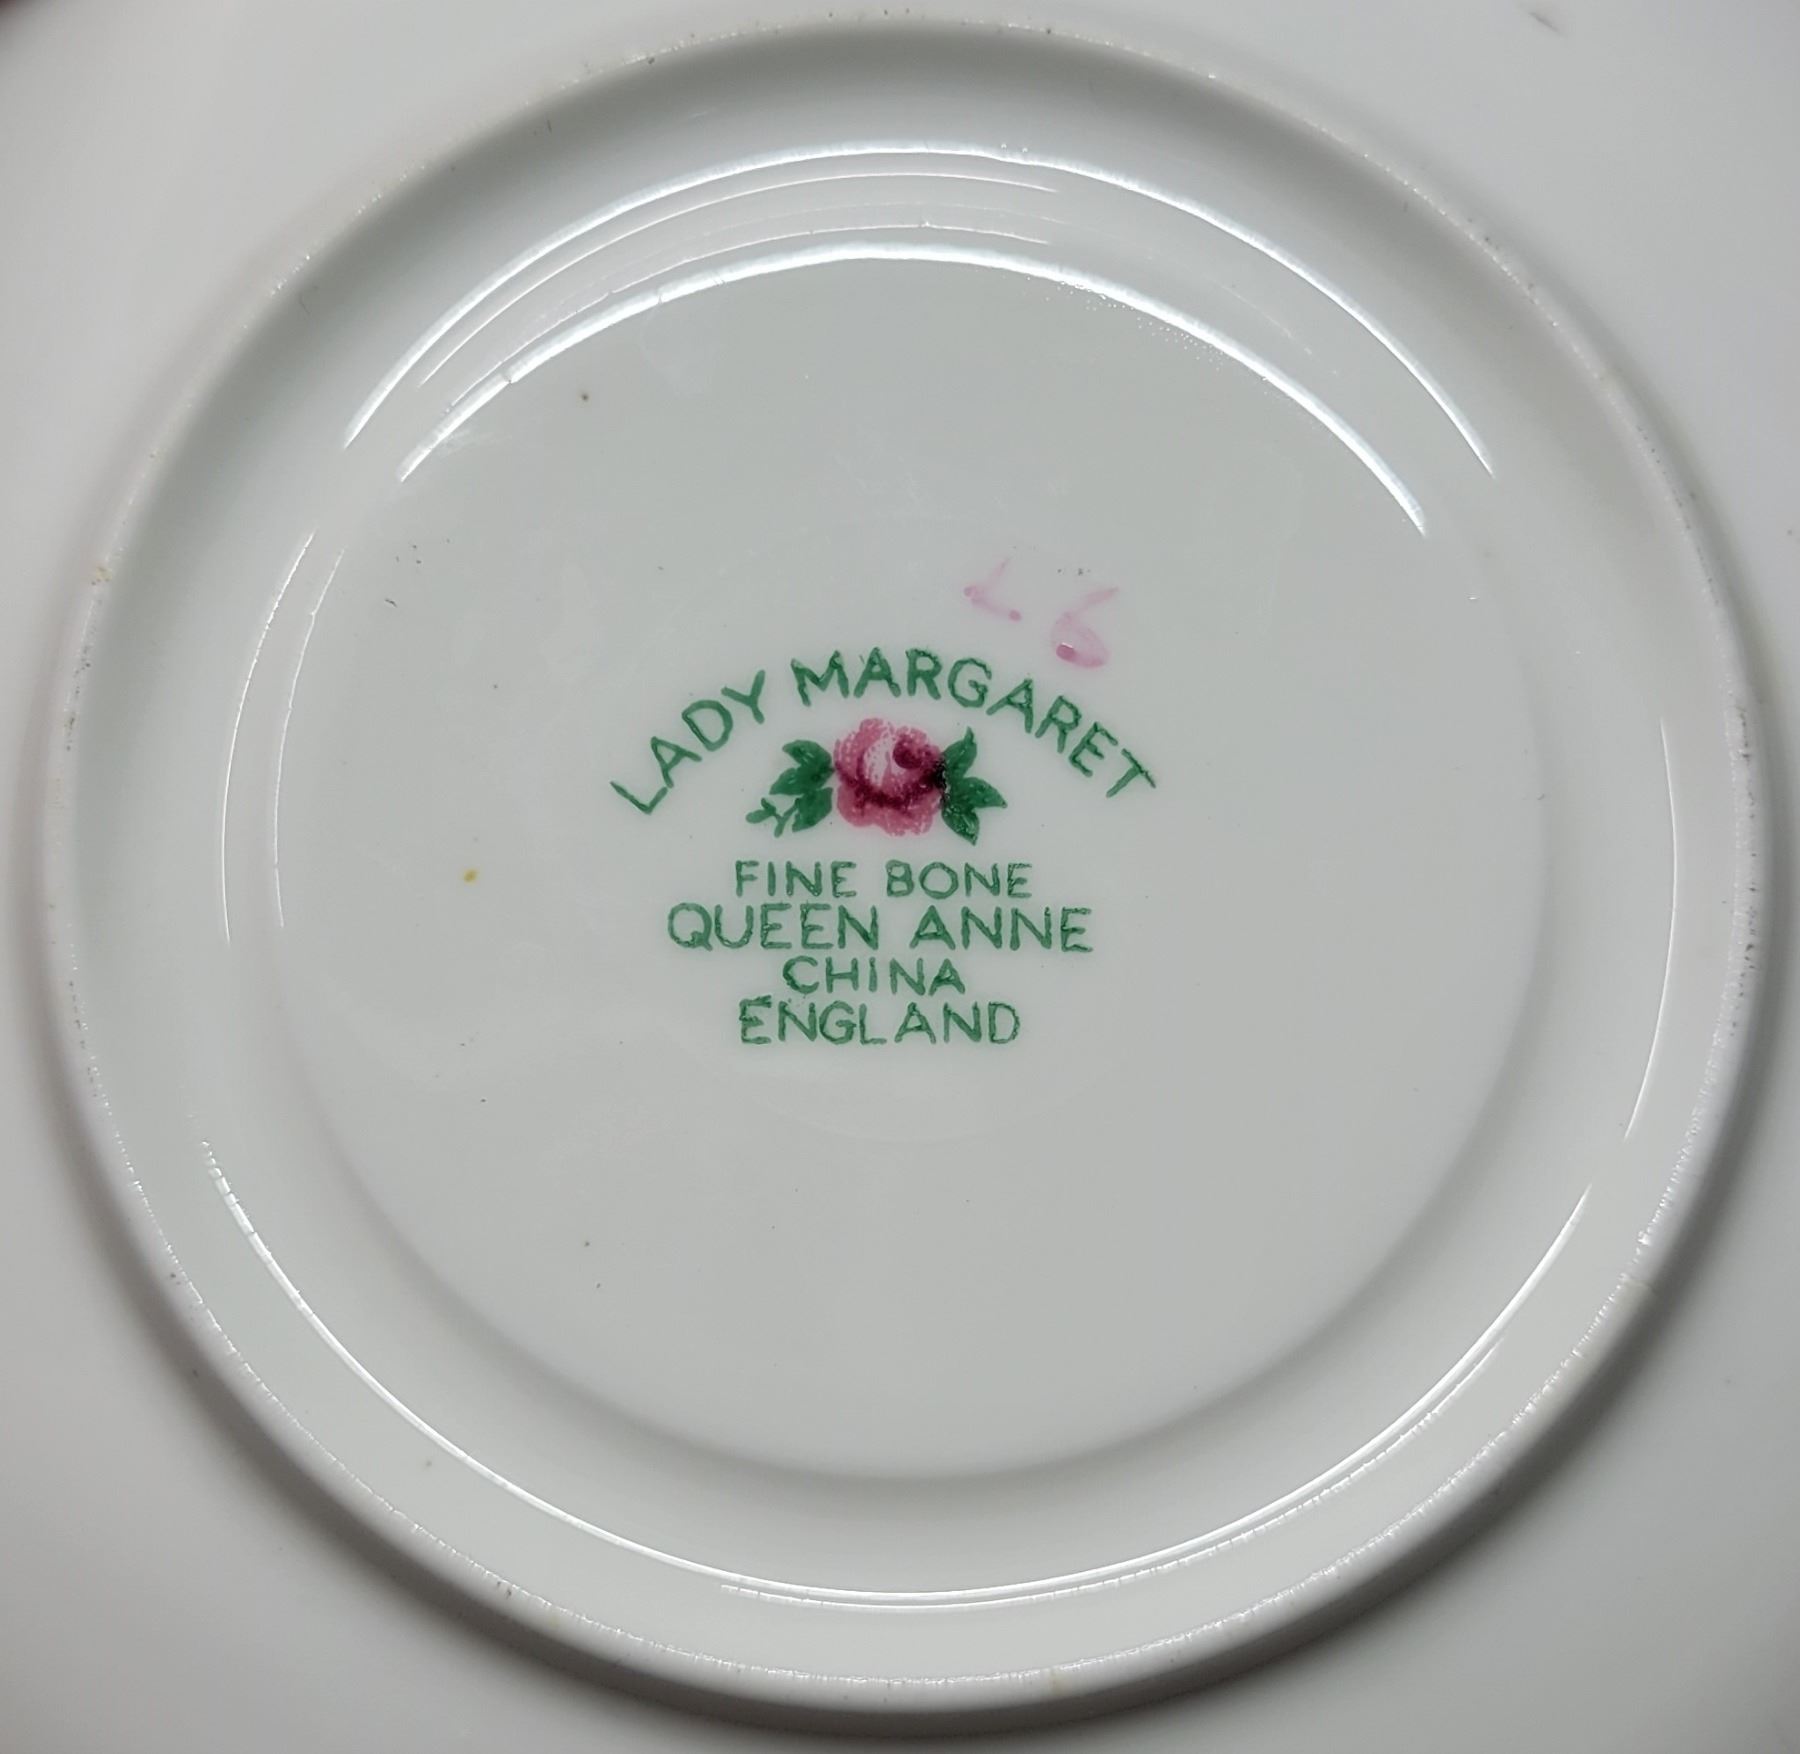 LADY MARGARET
FINE BONE
QUEEN ANNE
CHINA
ENGLAND